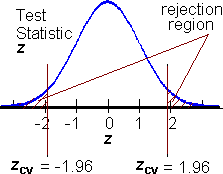 Test
Statistic
z
rejection
region
-2 -1 0 1 2
z
zCV = -1.96
zCV = 1.96